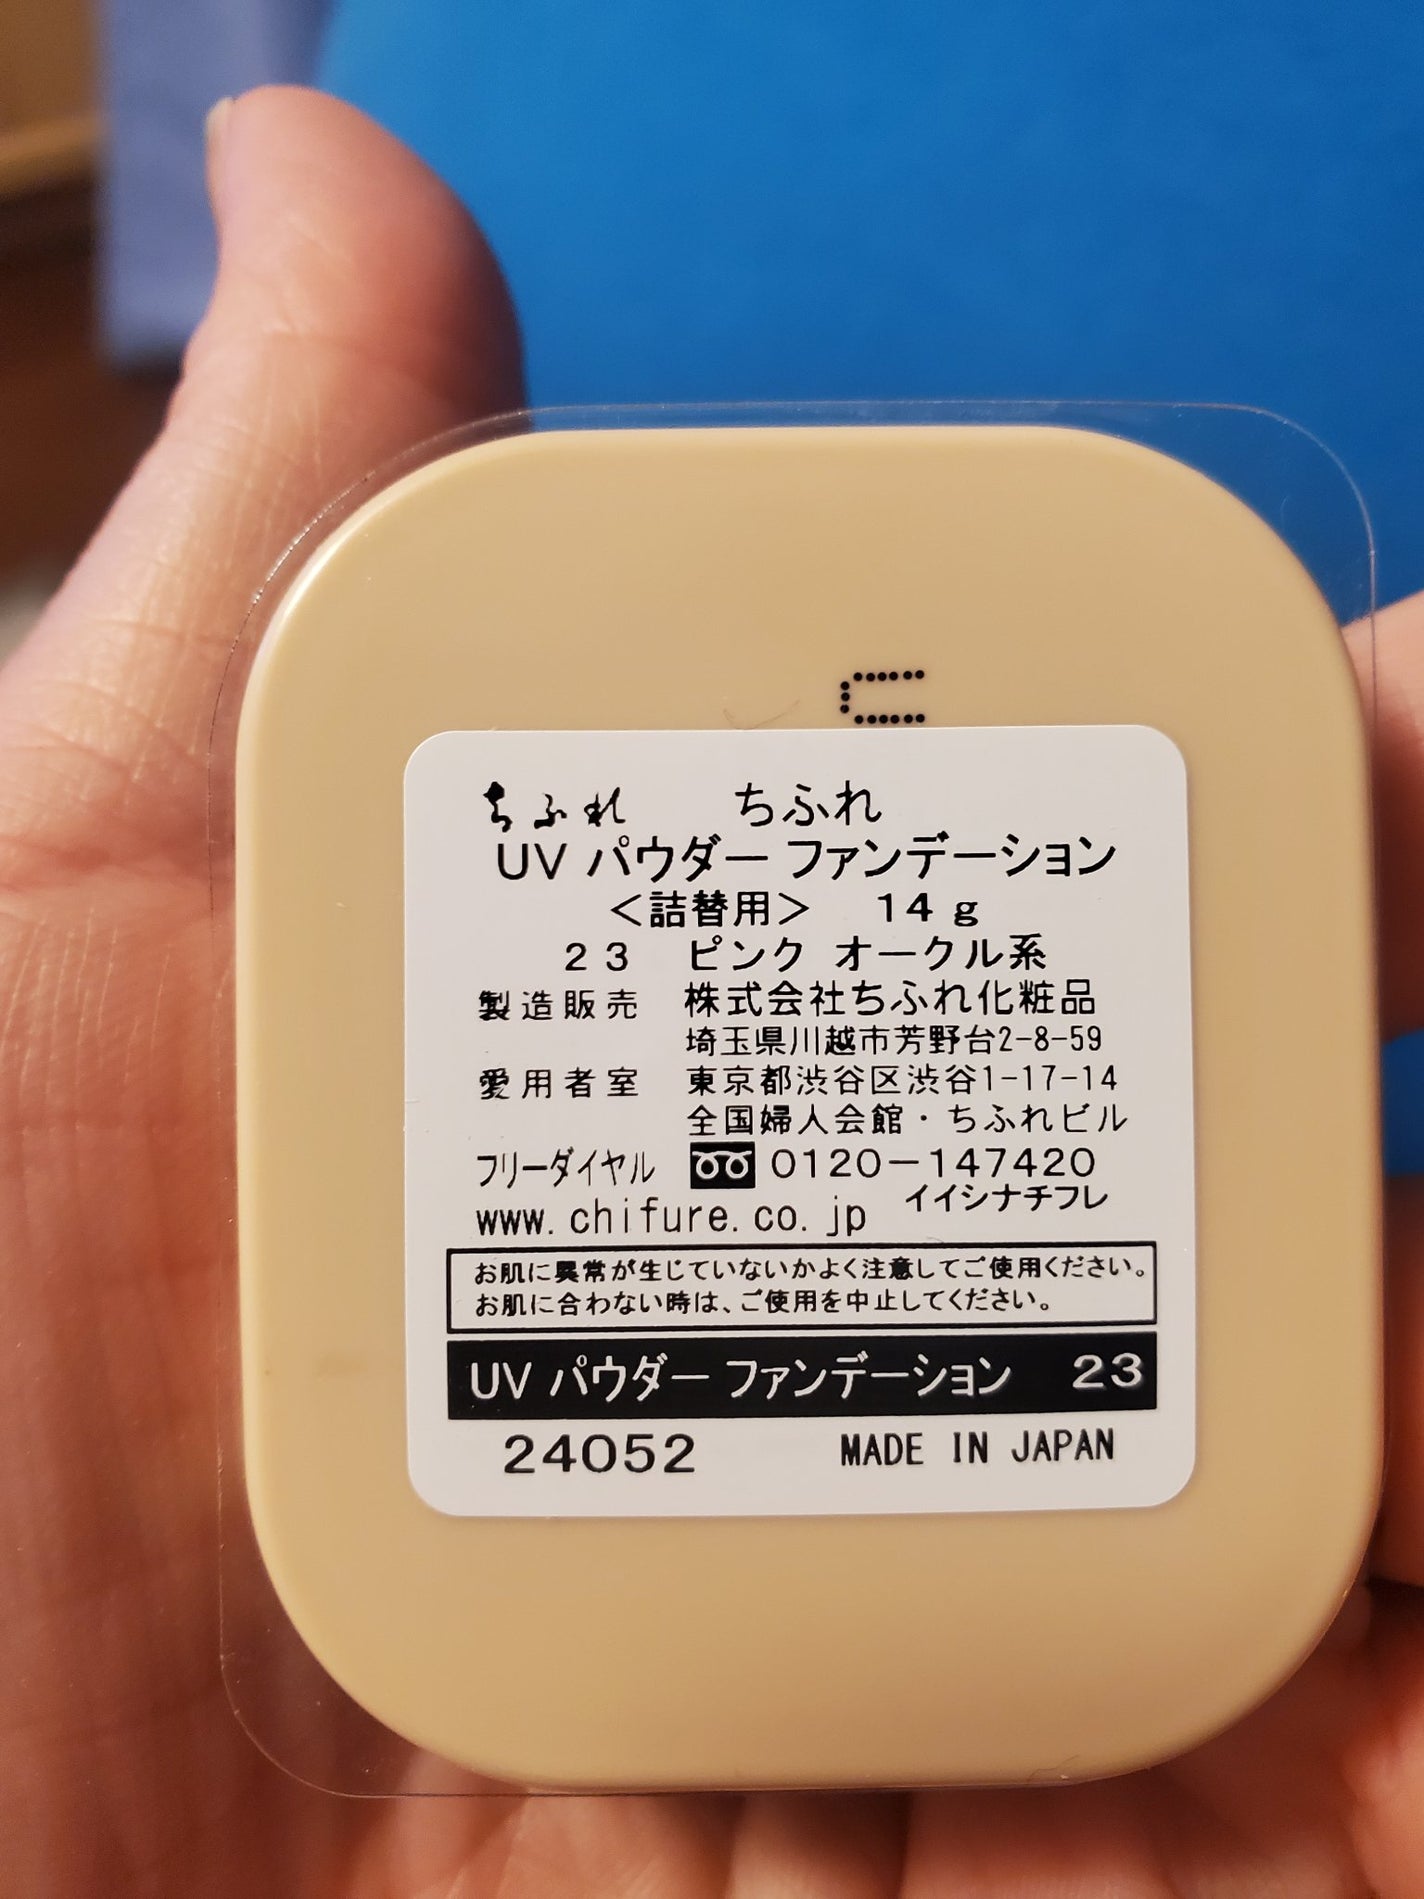 ちふれ ちふれ
UV パウダー ファンデーション
＜詰替用＞ 14g
23 ピンク オークル系
製造販売 株式会社ちふれ化粧品
埼玉県川越市芳野台2-8-59
愛用者室 東京都渋谷区渋谷1-17-14
全国婦人会館・ちふれビル
フリーダイヤル 0120－147420
イイシナチフレ
www.chifure.co.jp
お肌に異常が生じていないかよく注意してご使用ください。
お肌に合わない時は、ご使用を中止してください。
UV パウダー ファンデーション 23
24052 MADE IN JAPAN